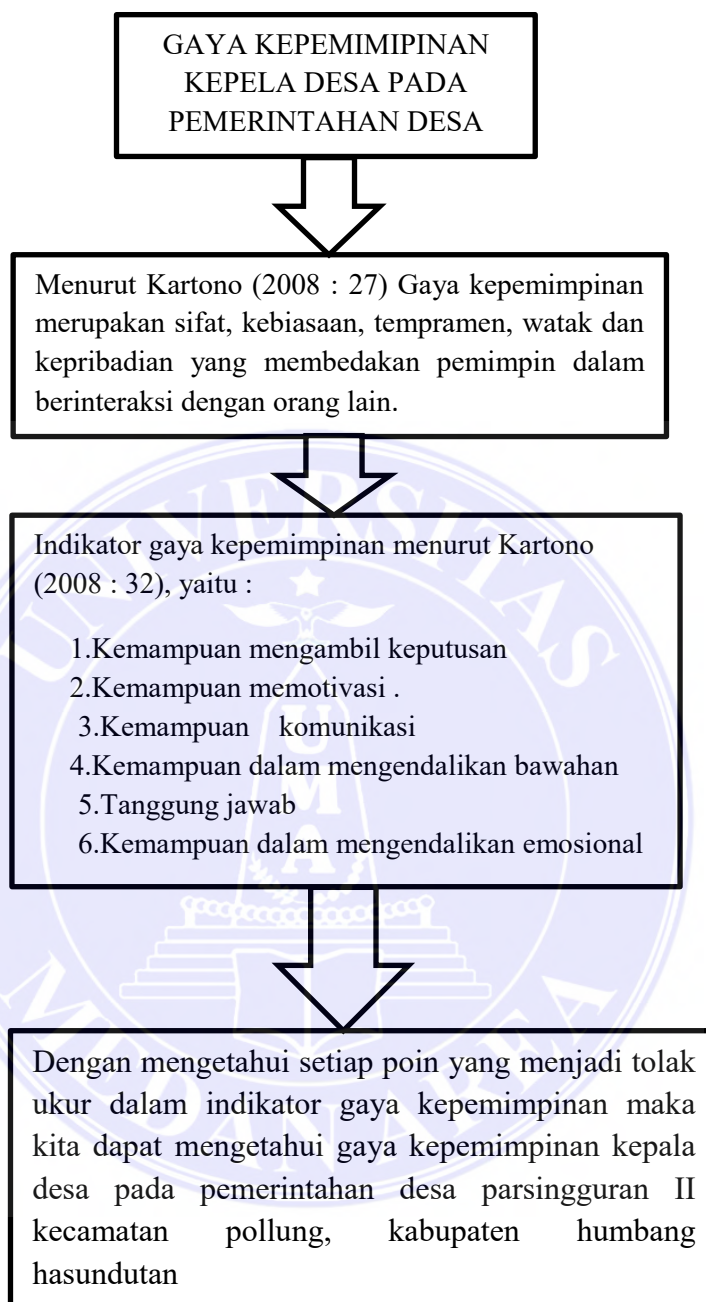 GAYA KEPEMIMIPINAN
KEPELA DESA PADA
PEMERINTAHAN DESA
Menurut Kartono (2008 : 27) Gaya kepemimpinan
merupakan sifat, kebiasaan, tempramen, watak dan
kepribadian yang membedakan pemimpin dalam
berinteraksi dengan orang lain.
Indikator gaya kepemimpinan menurut Kartono
(2008 : 32), yaitu :
1.Kemampuan mengambil keputusan
2.Kemampuan memotivasi .
3.Kemampuan komunikasi
4.Kemampuan dalam mengendalikan bawahan
5.Tanggung jawab
6.Kemampuan dalam mengendalikan emosional
Dengan mengetahui setiap poin yang menjadi tolak
ukur dalam indikator gaya kepemimpinan maka
kita dapat mengetahui gaya kepemimpinan kepala
desa pada pemerintahan desa parsingguran II
kecamatan pollung, kabupaten humbang
hasundutan
UNIVERSITAS
UMA
MEDAN AREA